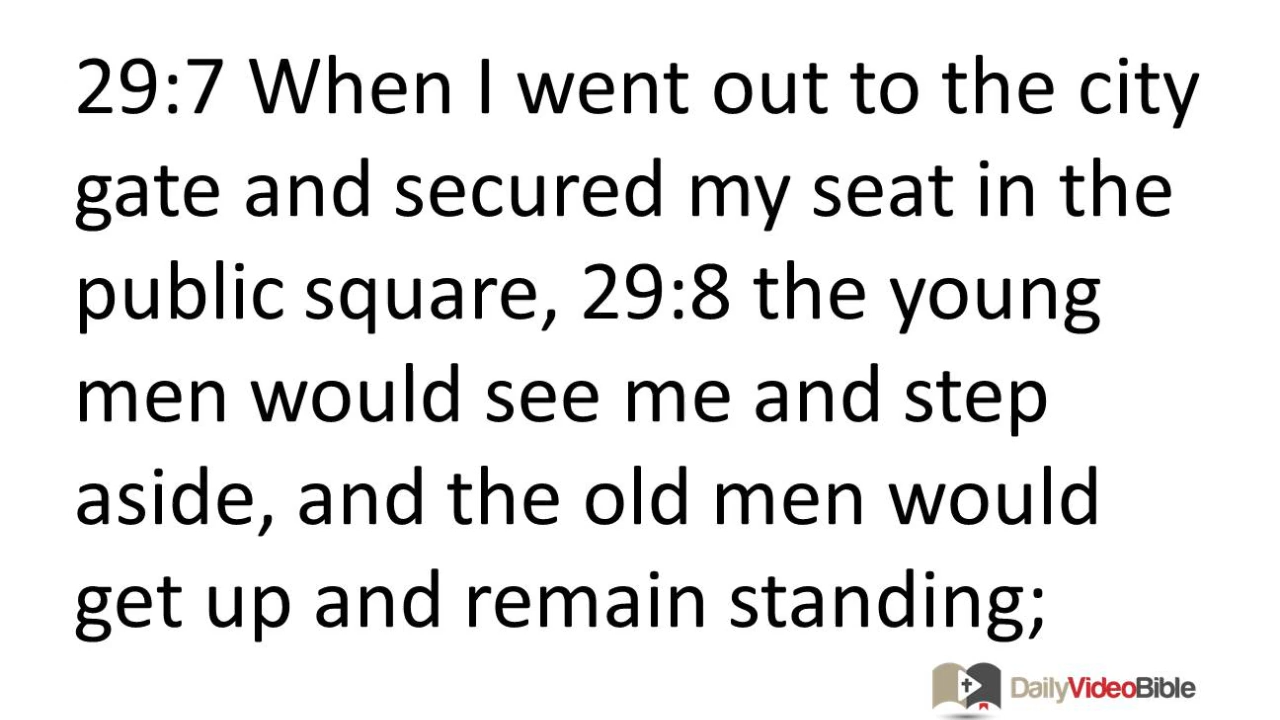 29:7 When I went out to the city
gate and secured my seat in the
public square, 29:8 the young
men would see me and step
aside, and the old men would
get up and remain standing;
DailyVideoBible